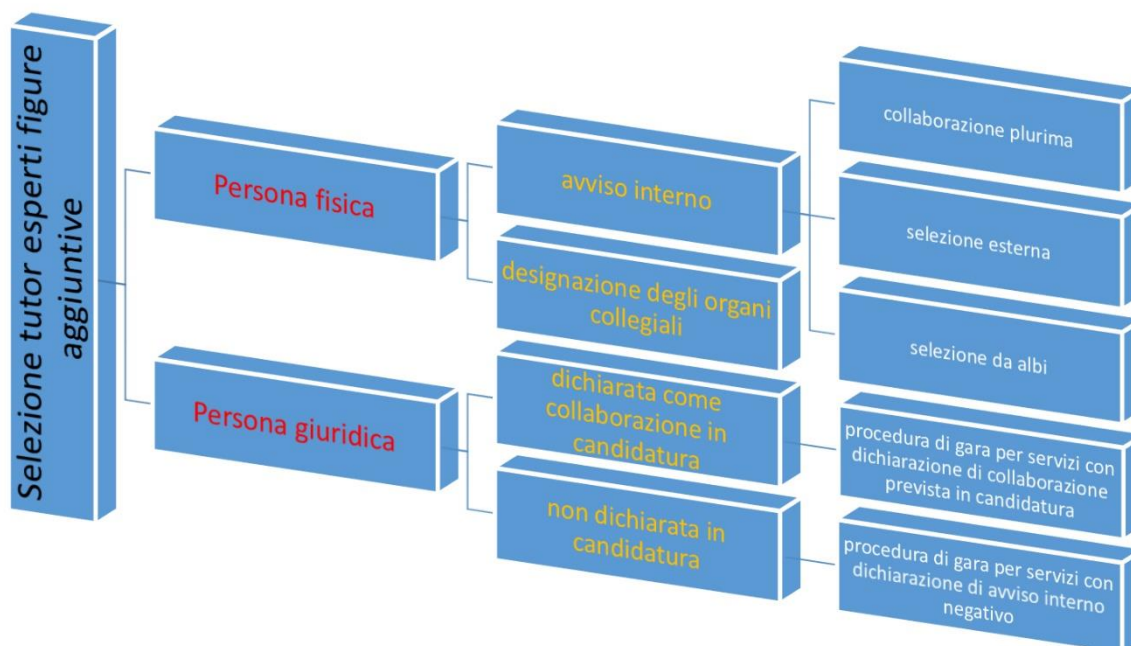 Selezione tutor esperti figure
aggiuntive
Persona fisica
Persona giuridica
avviso interno
designazione degli organi
collegiali
dichiarata come
collaborazione in
candidatura
non dichiarata in
candidatura
collaborazione plurima
selezione esterna
selezione da albi
procedura di gara per servizi con
dichiarazione di collaborazione
prevista in candidatura
procedura di gara per servizi con
dichiarazione di avviso interno
negativo